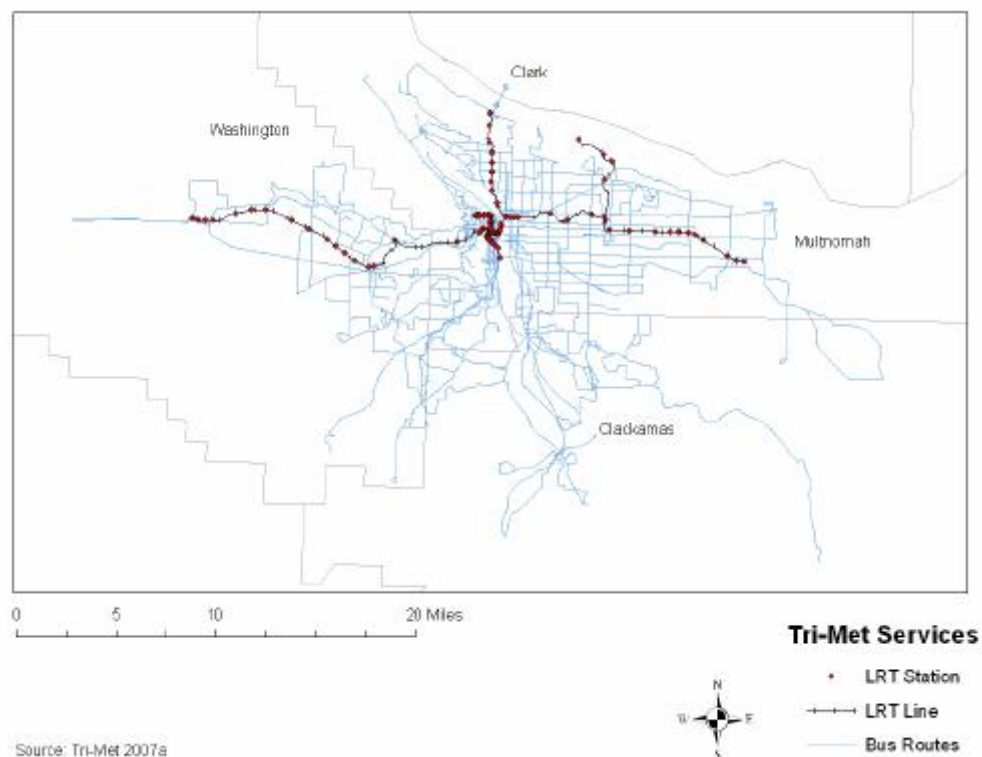 Clark
Washington
Multnomah
Clackamas
0 5 10 20 Miles
Tri-Met Services
LRT Station
LRT Line
Bus Routes
N
W E
Source: Tri-Met 2007a